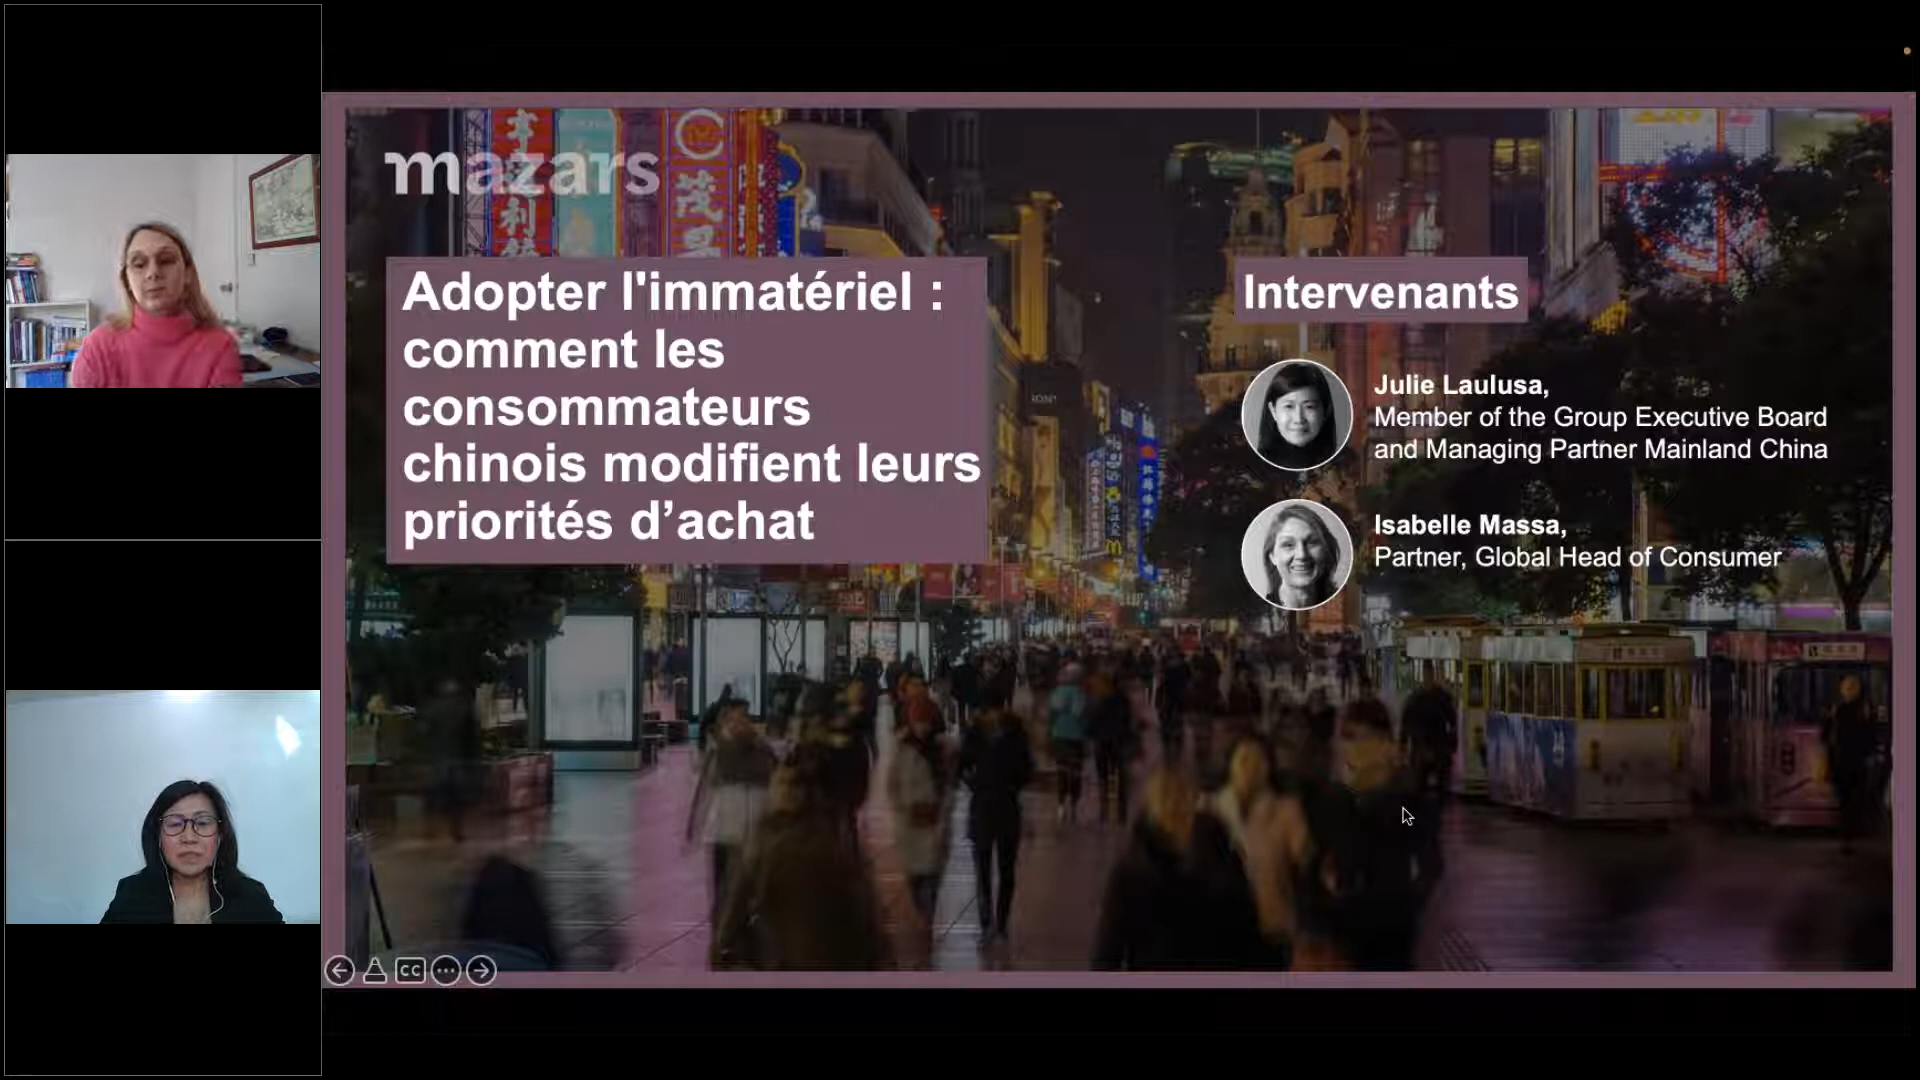 mazars
Adopter l'immatériel :
comment les
consommateurs
chinois modifient leurs
priorités d’achat
Intervenants
Julie Laulusa,
Member of the Group Executive Board
and Managing Partner Mainland China
Isabelle Massa,
Partner, Global Head of Consumer
CC